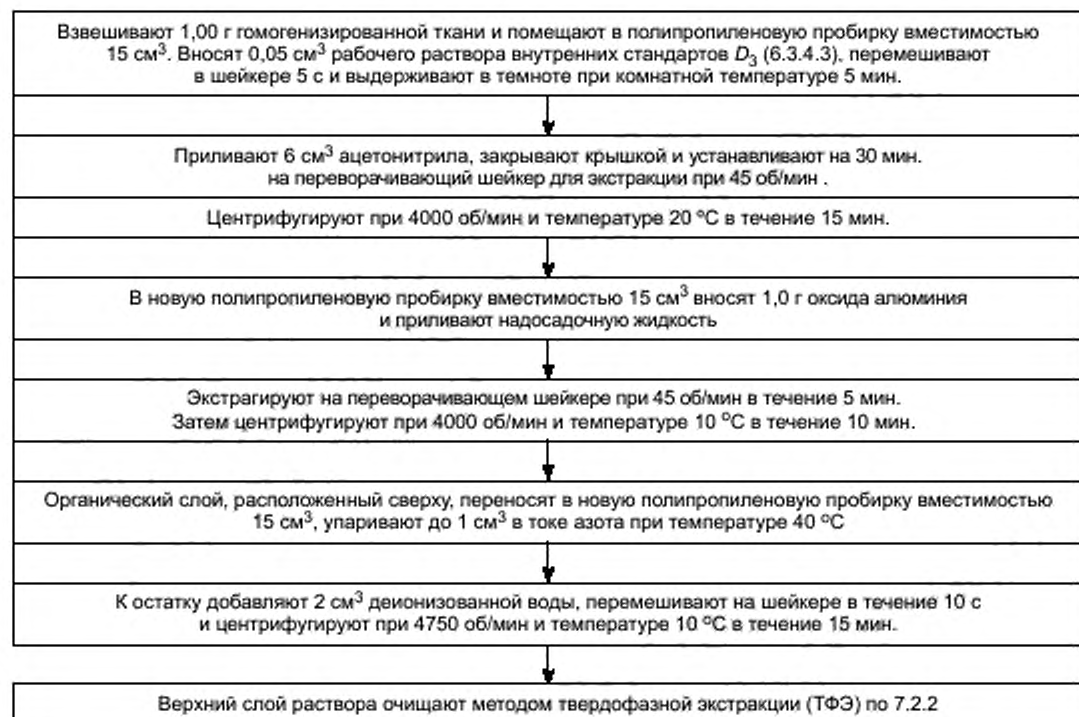 Взвешивают 1,00 г гомогенизированной ткани и помещают в полипропиленовую пробирку вместимостью
15 см³. Вносят 0,05 см³ рабочего раствора внутренних стандартов D₃ (6.3.4.3), перемешивают
в шейкере 5 с и выдерживают в темноте при комнатной температуре 5 мин.
Приливают 6 см³ ацетонитрила, закрывают крышкой и устанавливают на 30 мин.
на переворачивающий шейкер для экстракции при 45 об/мин .
Центрифугируют при 4000 об/мин и температуре 20 ºС в течение 15 мин.
В новую полипропиленовую пробирку вместимостью 15 см³ вносят 1,0 г оксида алюминия
и приливают надосадочную жидкость
Экстрагируют на переворачивающем шейкере при 45 об/мин в течение 5 мин.
Затем центрифугируют при 4000 об/мин и температуре 10 ºС в течение 10 мин.
Органический слой, расположенный сверху, переносят в новую полипропиленовую пробирку вместимостью
15 см³, упаривают до 1 см³ в токе азота при температуре 40 ºС
К остатку добавляют 2 см³ деионизованной воды, перемешивают на шейкере в течение 10 с
и центрифугируют при 4750 об/мин и температуре 10 ºС в течение 15 мин.
Верхний слой раствора очищают методом твердофазной экстракции (ТФЭ) по 7.2.2